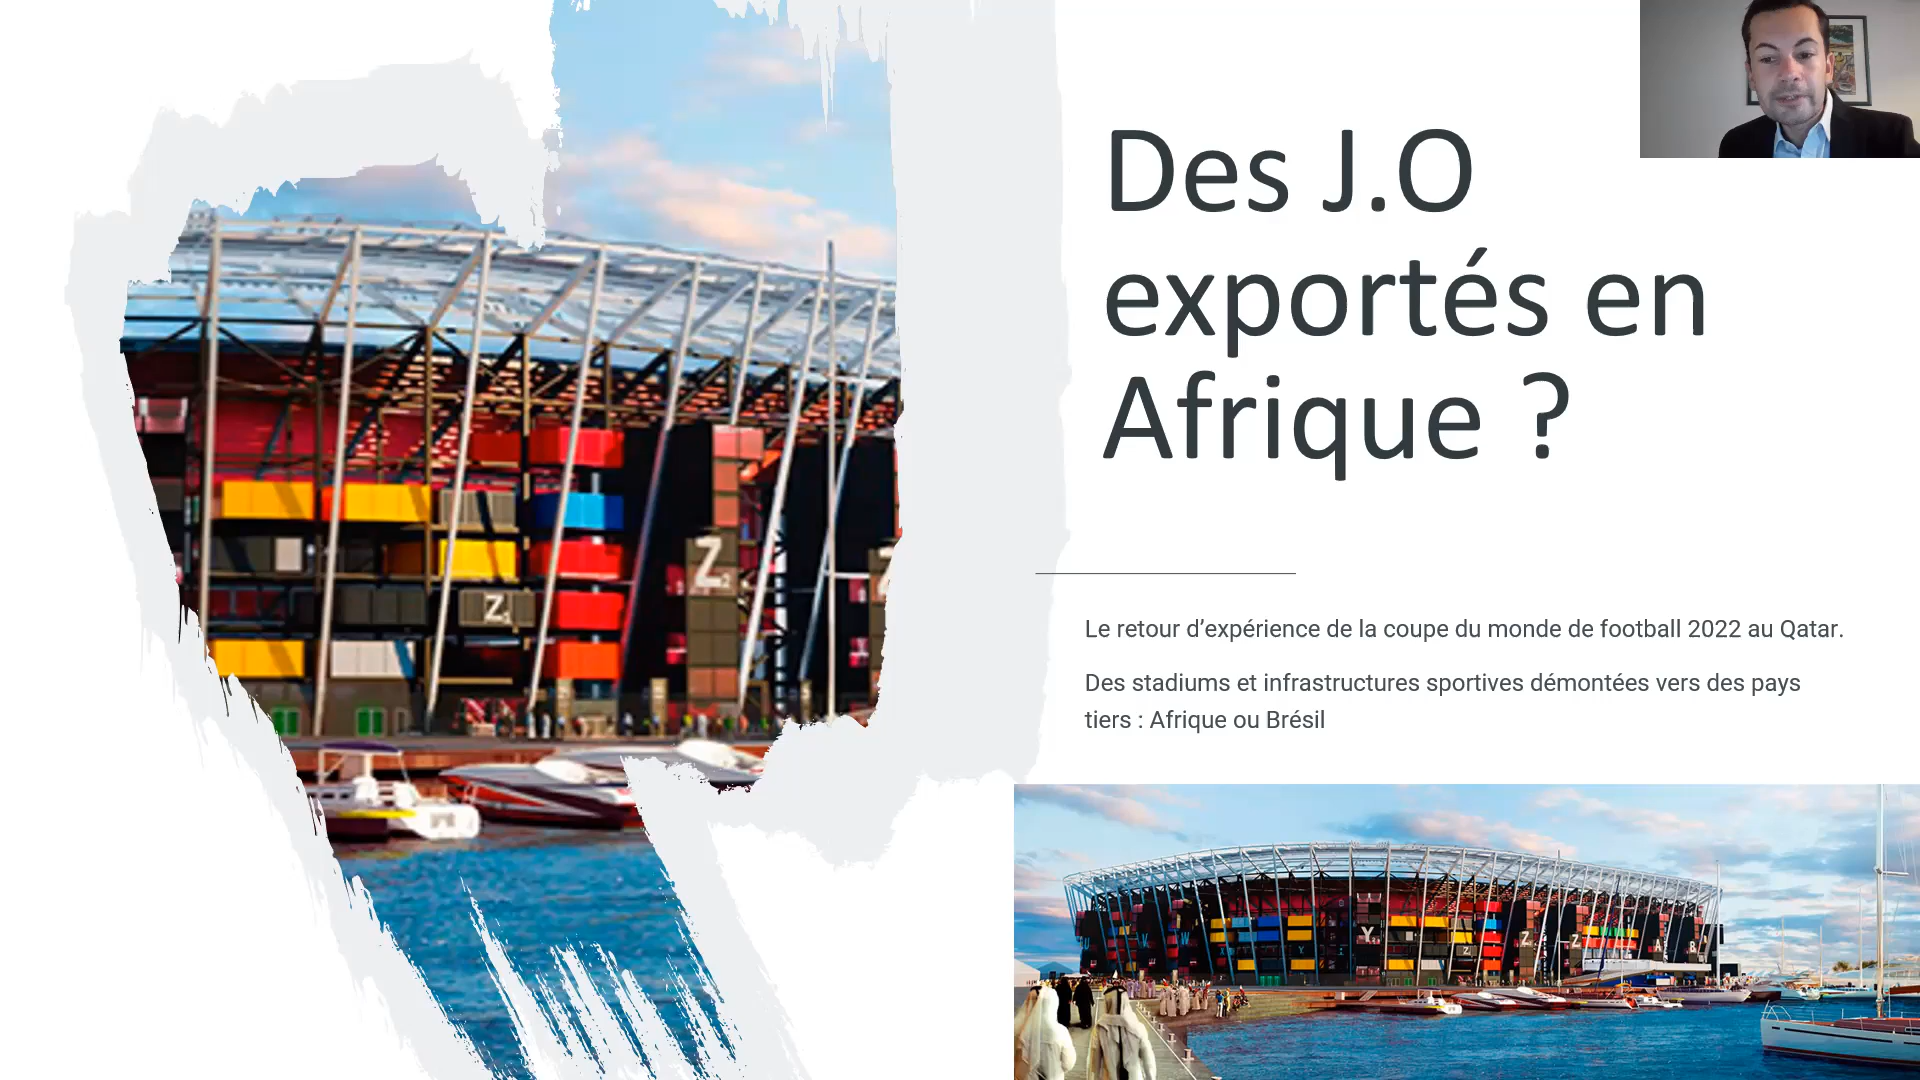 Des J.O
exportés en
Afrique ?
Le retour d’expérience de la coupe du monde de football 2022 au Qatar.
Des stadiums et infrastructures sportives démontées vers des pays
tiers : Afrique ou Brésil
Z
Z
Y
Z
Z
Z
A
B
W
Y